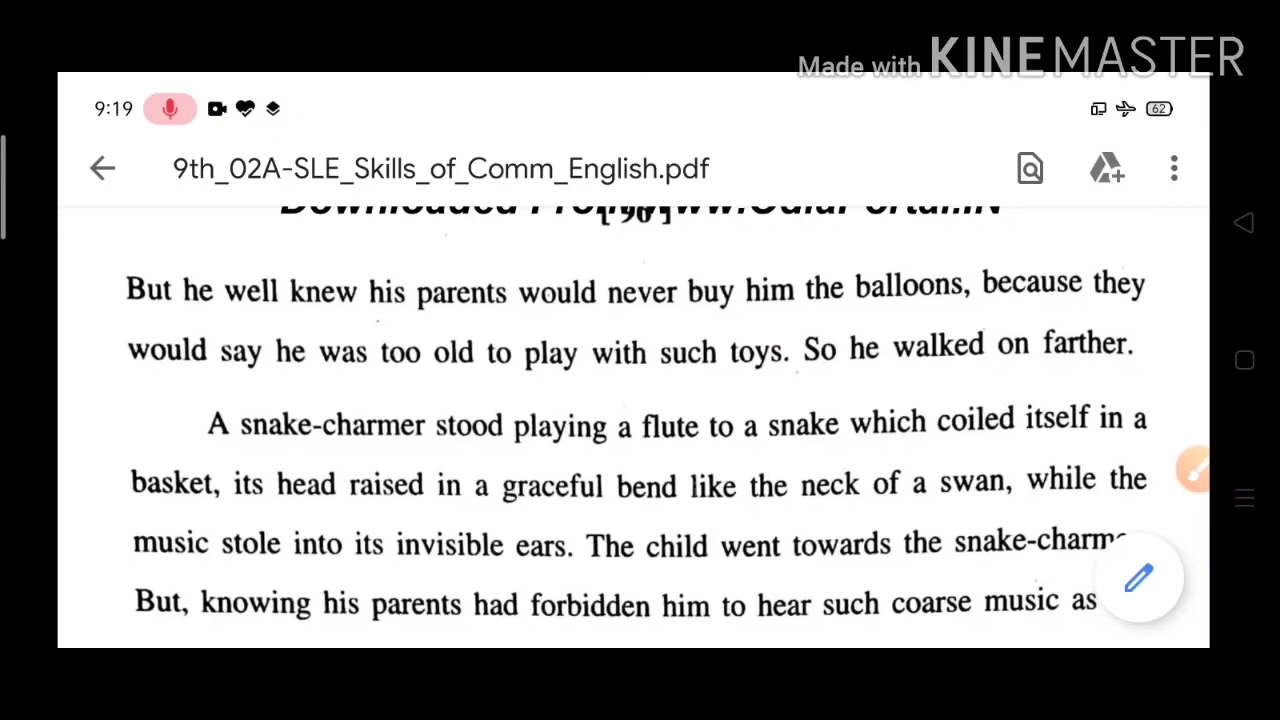 Made with KINEMASTER
9:19 62
9th_02A-SLE_Skills_of_Comm_English.pdf
[ 90 ]
But he well knew his parents would never buy him the balloons, because they
would say he was too old to play with such toys. So he walked on farther.
A snake-charmer stood playing a flute to a snake which coiled itself in a
basket, its head raised in a graceful bend like the neck of a swan, while the
music stole into its invisible ears. The child went towards the
But, knowing his parents had forbidden him to hear such coarse music as